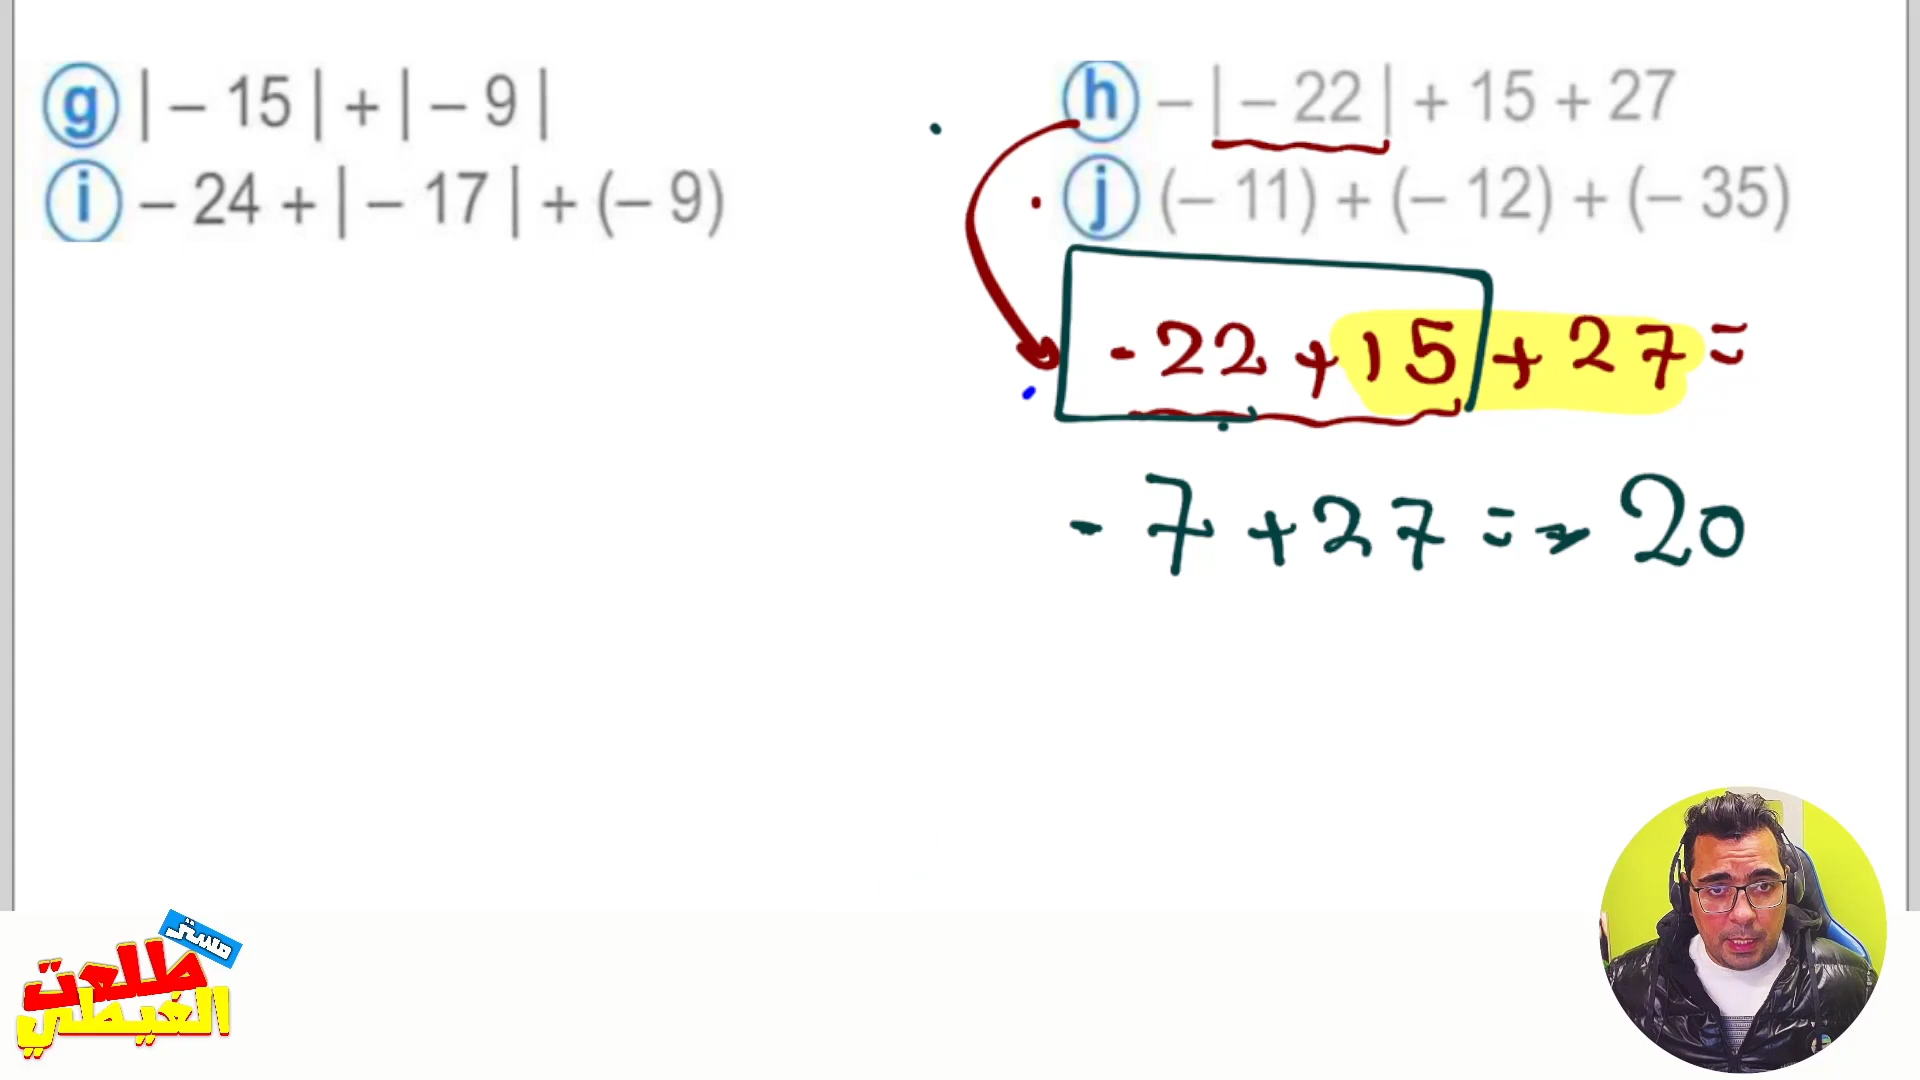 g | – 15 | + | – 9 |
i – 24 + | – 17 | + (– 9)
h – | – 22 | + 15 + 27
j (– 11) + (– 12) + (– 35)
- 22 + 15 + 27 =
- 7 + 27 = 20
مستر
طلعت
الغيطي